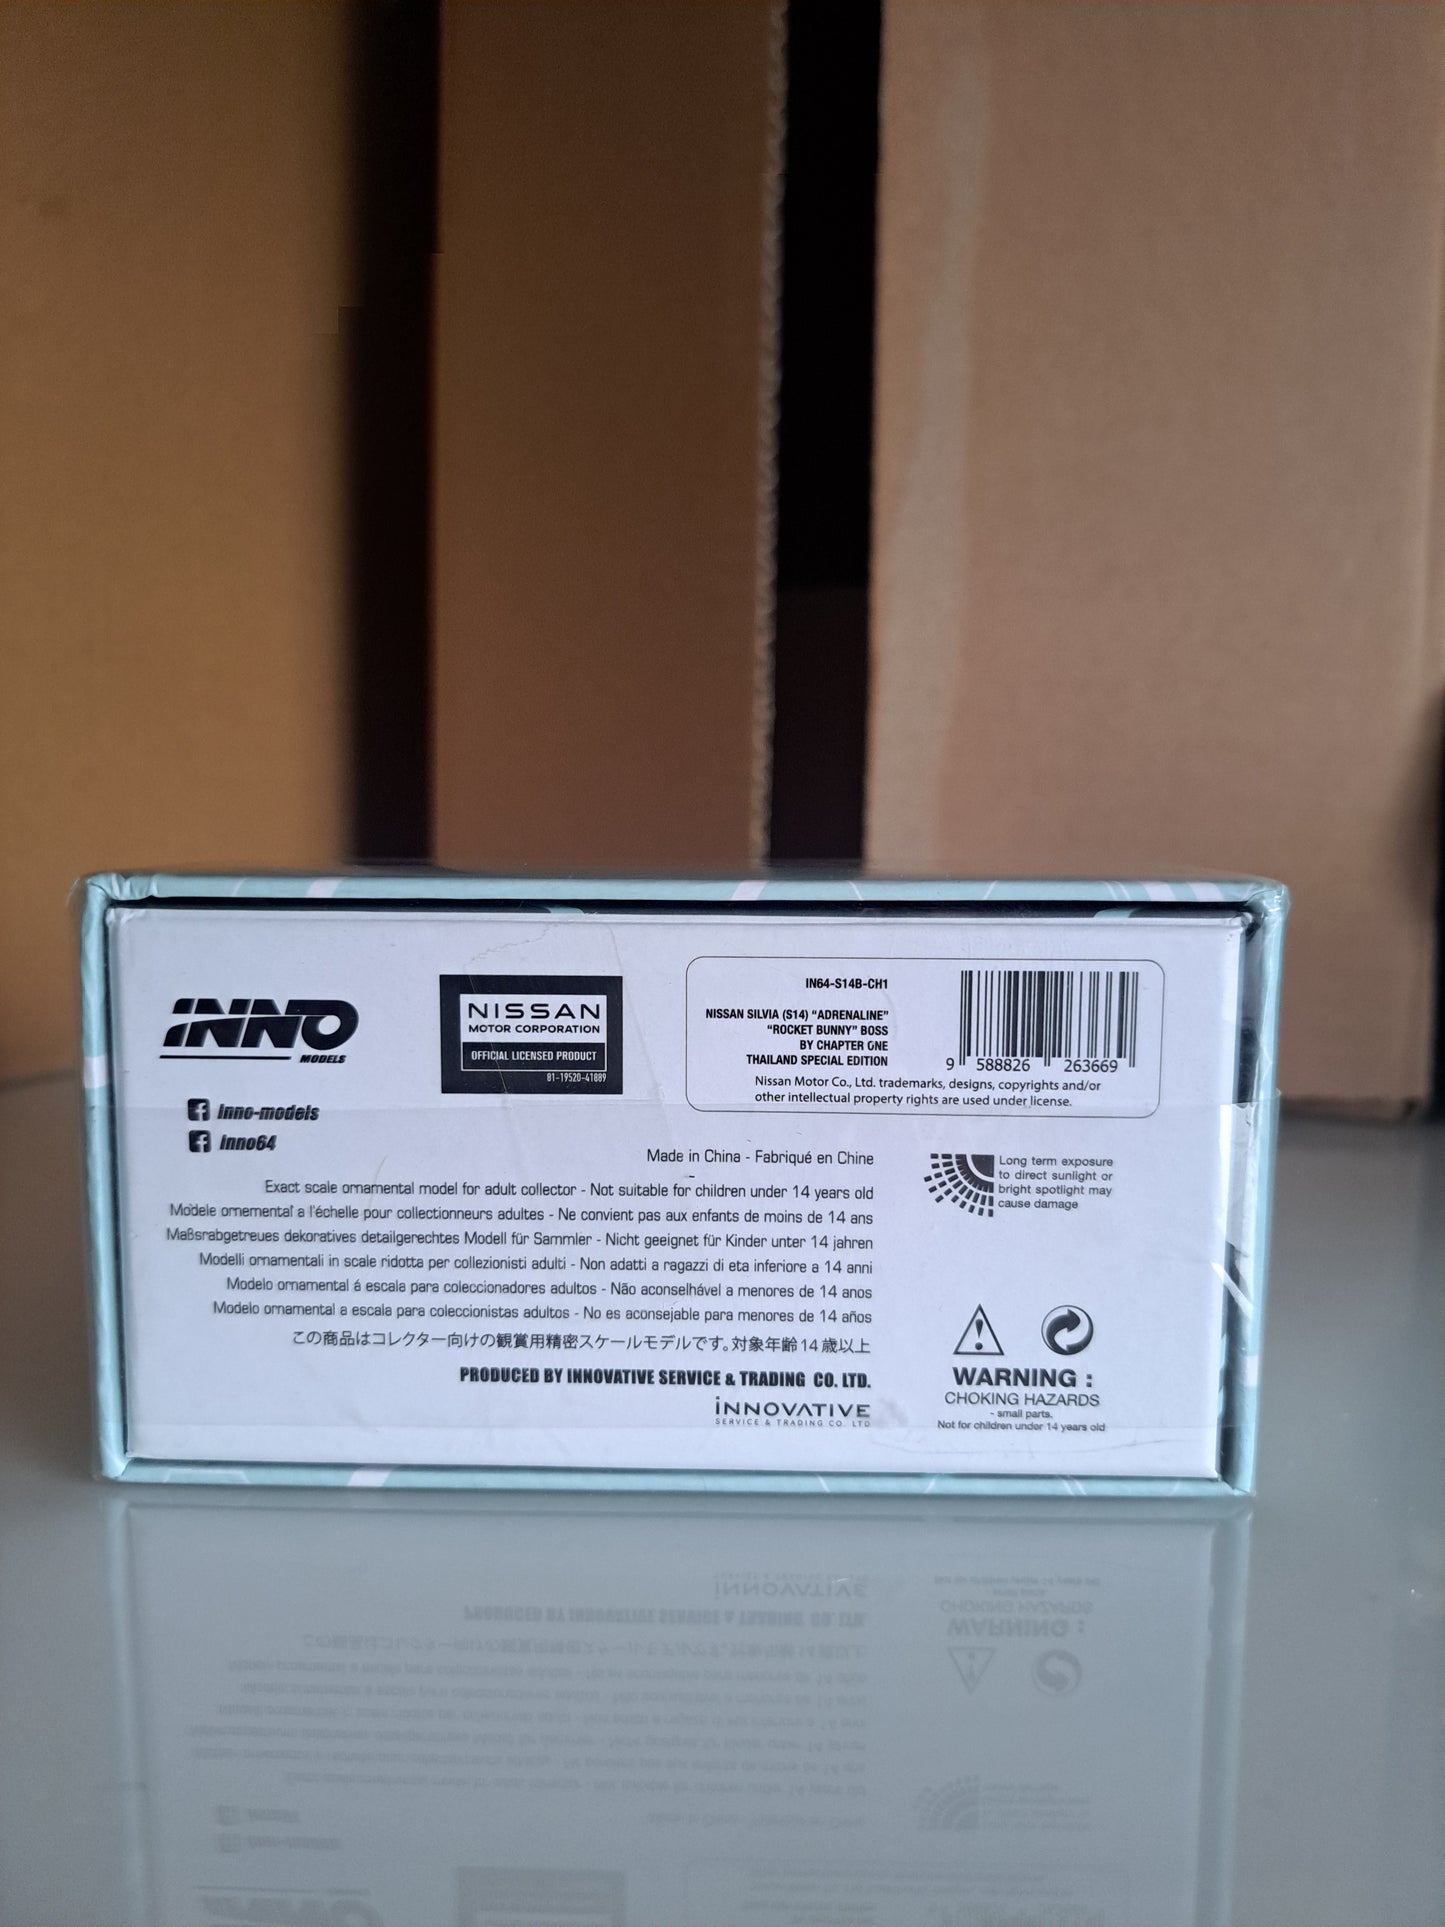 INNO
MODELS
inno-models
inno64
NISSAN
MOTOR CORPORATION
OFFICIAL LICENSED PRODUCT
81-19520-41889
IN64-S14B-CH1
NISSAN SILVIA (S14) “ADRENALINE”
“ROCKET BUNNY” BOSS
BY CHAPTER ONE
THAILAND SPECIAL EDITION
9 588826 263669
Nissan Motor Co., Ltd. trademarks, designs, copyrights and/or
other intellectual property rights are used under license.
Made in China - Fabriqué en Chine
Exact scale ornamental model for adult collector - Not suitable for children under 14 years old
Modele ornemental a l'échelle pour collectionneurs adultes - Ne convient pas aux enfants de moins de 14 ans
Maßsrabgetreues dekoratives detailgerechtes Modell für Sammler - Nicht geeignet für Kinder unter 14 jahren
Modelli ornamentali in scale ridotta per collezionisti adulti - Non adatti a ragazzi di eta inferiore a 14 anni
Modelo ornamental á escala para coleccionadores adultos - Não aconselhável a menores de 14 anos
Modelo ornamental a escala para coleccionistas adultos - No es aconsejable para menores de 14 años
この商品はコレクター向けの観賞用精密スケールモデルです。対象年齢14歳以上
PRODUCED BY INNOVATIVE SERVICE & TRADING CO. LTD.
INNOVATIVE
SERVICE & TRADING CO. LTD
Long term exposure
to direct sunlight or
bright spotlight may
cause damage
WARNING :
CHOKING HAZARDS
- small parts.
Not for children under 14 years old